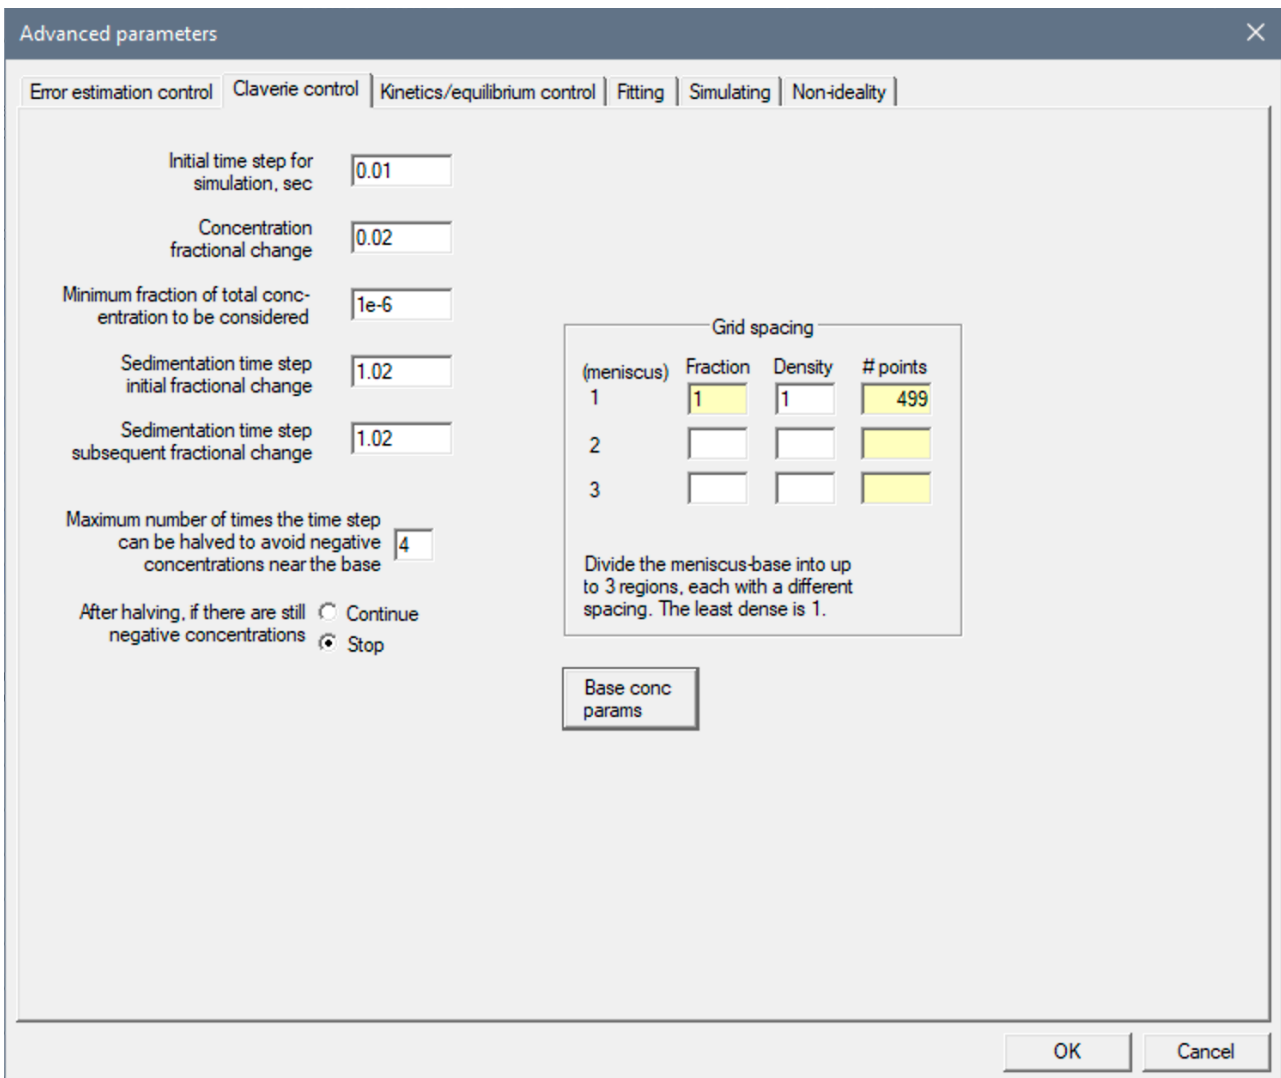 Advanced parameters
Error estimation control Claverie control Kinetics/equilibrium control Fitting Simulating Non-ideality
Initial time step for
simulation, sec
0.01
Concentration
fractional change
0.02
Minimum fraction of total conc-
entration to be considered
1e-6
Sedimentation time step
initial fractional change
1.02
Sedimentation time step
subsequent fractional change
1.02
Maximum number of times the time step
can be halved to avoid negative
concentrations near the base
4
After halving, if there are still
negative concentrations
Continue
Stop
Grid spacing
(meniscus) Fraction Density # points
1 1 1 499
2
3
Divide the meniscus-base into up
to 3 regions, each with a different
spacing. The least dense is 1.
Base conc
params
OK Cancel